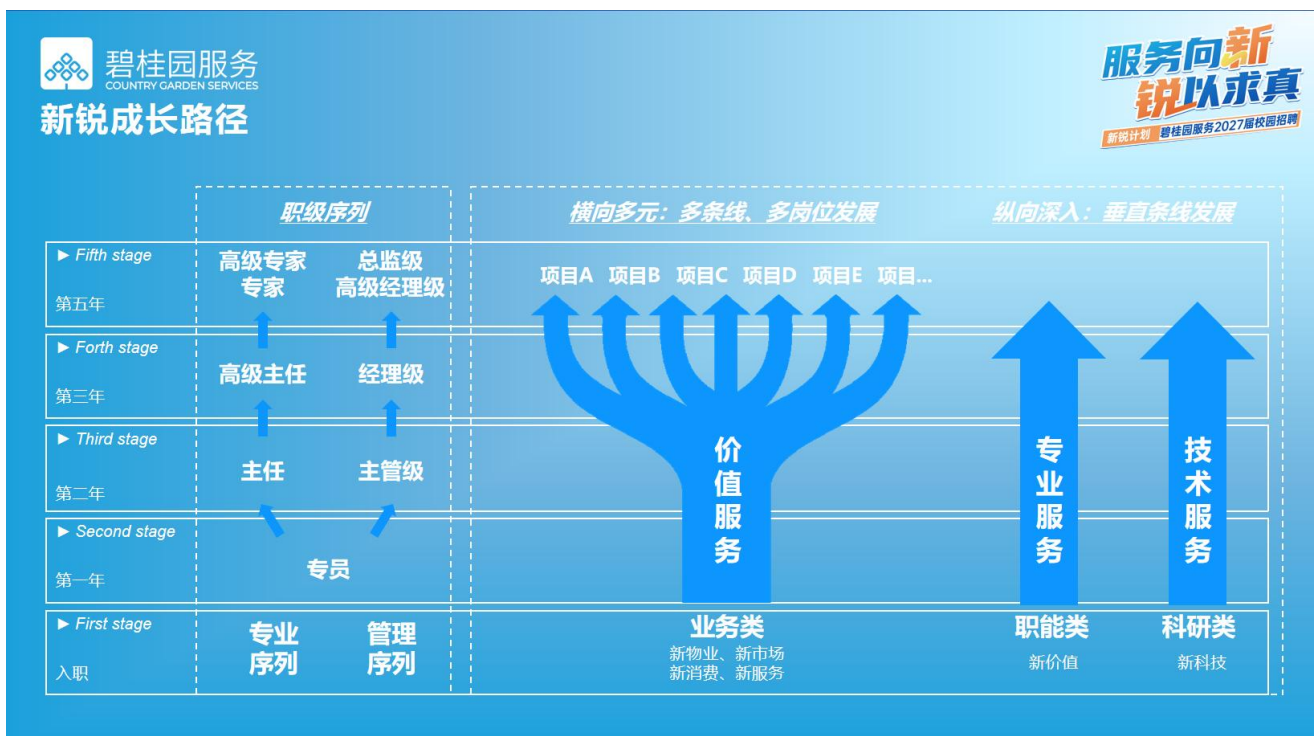 碧桂园服务
COUNTRY GARDEN SERVICES
新锐成长路径
服务向新
锐以求真
新锐计划 碧桂园服务2027届校园招聘
职级序列
横向多元：多条线、多岗位发展
纵向深入：垂直条线发展
► Fifth stage
第五年
高级专家
专家
总监级
高级经理级
项目A 项目B 项目C 项目D 项目E 项目...
► Forth stage
第三年
高级主任
经理级
► Third stage
第二年
主任
主管级
► Second stage
第一年
专员
价值服务
专业服务
技术服务
► First stage
入职
专业
序列
管理
序列
业务类
新物业、新市场
新消费、新服务
职能类
新价值
科研类
新科技